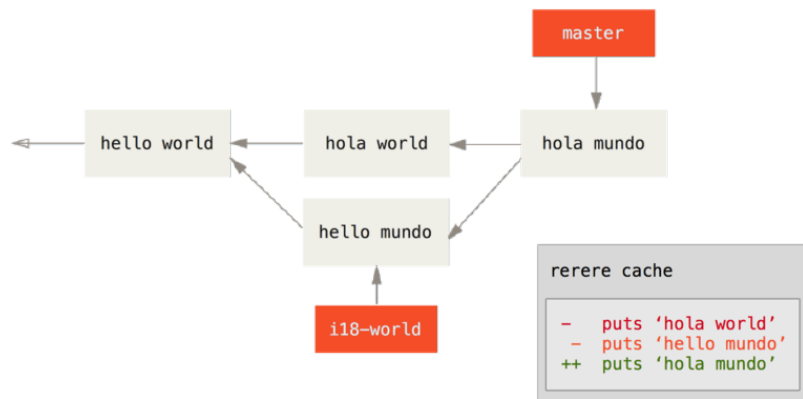 master
hello world
hola world
hola mundo
hello mundo
i18-world
rerere cache
- puts ‘hola world’
- puts ‘hello mundo’
++ puts ‘hola mundo’